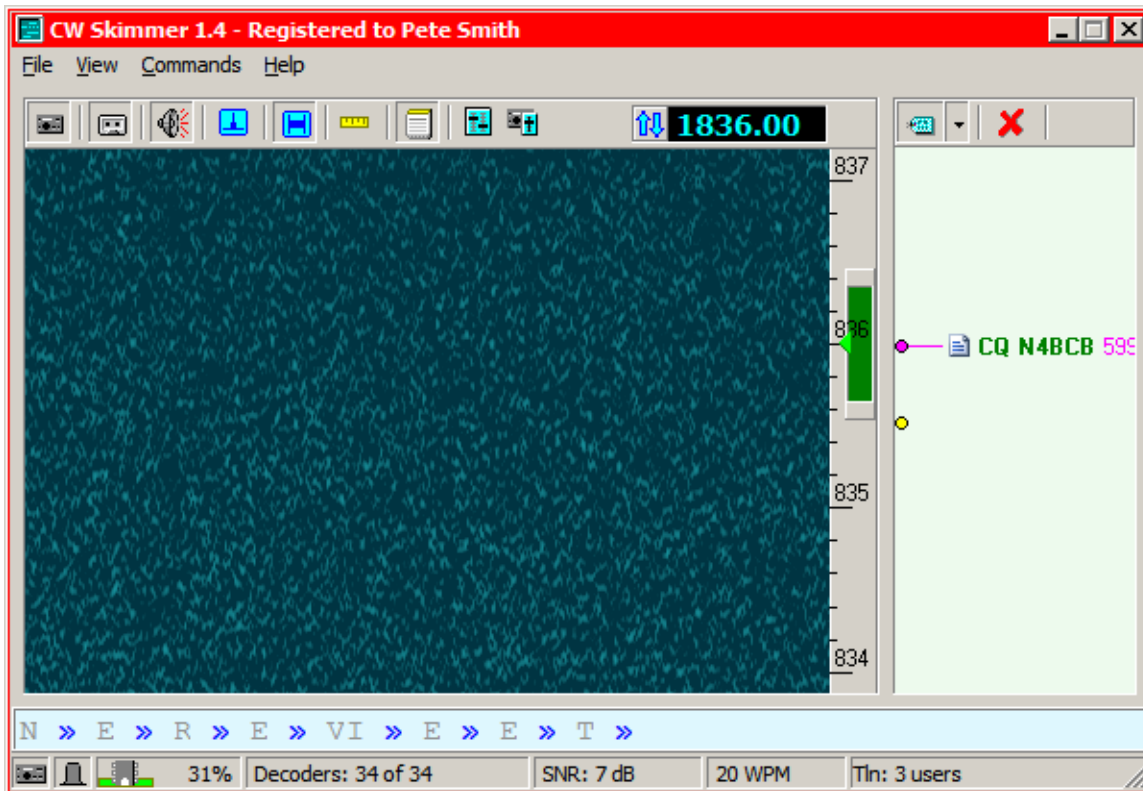 CW Skimmer 1.4 - Registered to Pete Smith
File View Commands Help
1836.00
837
836
CQ N4BCB 599
835
834
N » E » R » E » VI » E » E » T »
31% Decoders: 34 of 34 SNR: 7 dB 20 WPM Tln: 3 users